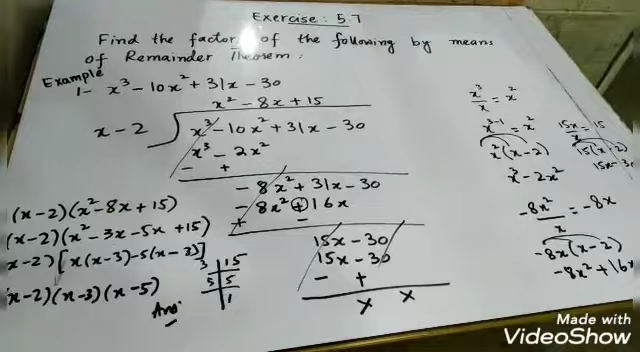 Exercise : 5.7
Find the factors of the following by means
of Remainder Theorem :
Example
1- x³ - 10x² + 31x - 30
x² - 8x + 15
x - 2 x³ - 10x² + 31x - 30
x³ - 2x²
- +
- 8x² + 31x - 30
- 8x² + 16x
+ -
15x - 30
15x - 30
- +
x x
(x-2)(x² - 8x + 15)
(x-2)(x² - 3x - 5x + 15)
x-2)[x(x-3) -5(x-3)]
x-2)(x-3)(x-5)
Ans
3 15
5 5
1
x³/x = x²
x³⁻¹ = x²
x²(x-2)
x³ - 2x²
15x/x = 15
15(x-2)
15x - 30
-8x²/x = -8x
-8x(x-2)
-8x² + 16x
Made with
VideoShow